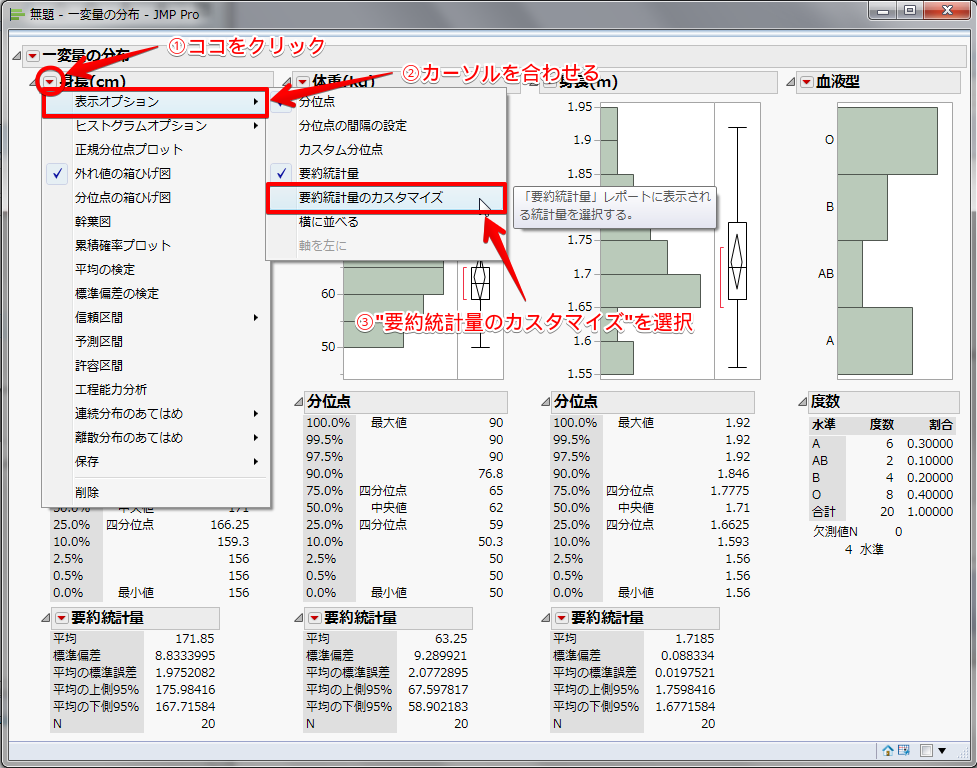 無題 - 一変量の分布 - JMP Pro
①ココをクリック
一変量の分布
②カーソルを合わせる
身長(cm)
体重(kg)
身長(m)
血液型
表示オプション
ヒストグラムオプション
正規分位点プロット
外れ値の箱ひげ図
分位点の箱ひげ図
幹葉図
累積確率プロット
平均の検定
標準偏差の検定
信頼区間
予測区間
許容区間
工程能力分析
連続分布のあてはめ
離散分布のあてはめ
保存
削除
分位点
分位点の間隔の設定
カスタム分位点
要約統計量
要約統計量のカスタマイズ
横に並べる
軸を左に
「要約統計量」レポートに表示され
る統計量を選択する。
③"要約統計量のカスタマイズ"を選択
60
50
1.95
1.9
1.85
1.75
1.7
1.65
1.6
1.55
O
B
AB
A
50.0% 中央値 171
25.0% 四分位点 166.25
10.0% 159.3
2.5% 156
0.5% 156
0.0% 最小値 156
分位点
100.0% 最大値 90
99.5% 90
97.5% 90
90.0% 76.8
75.0% 四分位点 65
50.0% 中央値 62
25.0% 四分位点 59
10.0% 50.3
2.5% 50
0.5% 50
0.0% 最小値 50
分位点
100.0% 最大値 1.92
99.5% 1.92
97.5% 1.92
90.0% 1.846
75.0% 四分位点 1.7775
50.0% 中央値 1.71
25.0% 四分位点 1.6625
10.0% 1.593
2.5% 1.56
0.5% 1.56
0.0% 最小値 1.56
度数
水準 度数 割合
A 6 0.30000
AB 2 0.10000
B 4 0.20000
O 8 0.40000
合計 20 1.00000
欠測値N 0
4 水準
要約統計量
平均 171.85
標準偏差 8.8333995
平均の標準誤差 1.9752082
平均の上側95% 175.98416
平均の下側95% 167.71584
N 20
要約統計量
平均 63.25
標準偏差 9.289921
平均の標準誤差 2.0772895
平均の上側95% 67.597817
平均の下側95% 58.902183
N 20
要約統計量
平均 1.7185
標準偏差 0.088334
平均の標準誤差 0.0197521
平均の上側95% 1.7598416
平均の下側95% 1.6771584
N 20